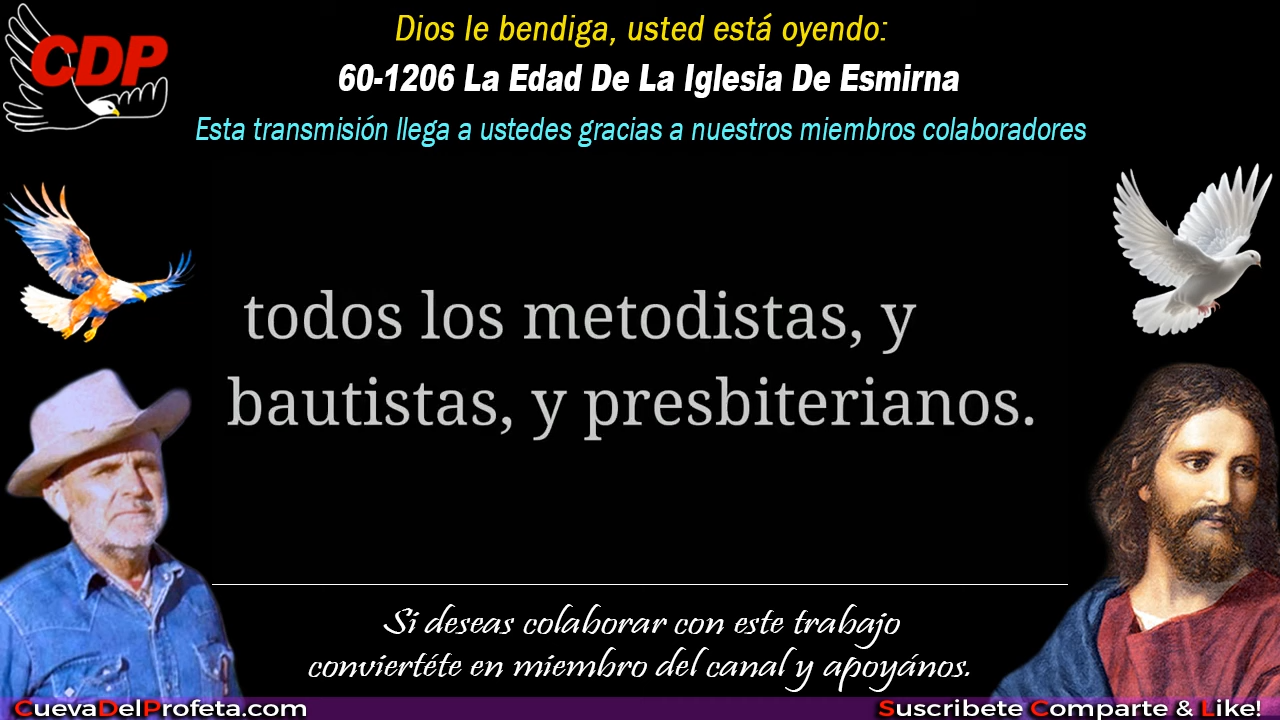 CDP
Dios le bendiga, usted está oyendo:
60-1206 La Edad De La Iglesia De Esmirna
Esta transmisión llega a ustedes gracias a nuestros miembros colaboradores
todos los metodistas, y
bautistas, y presbiterianos.
Si deseas colaborar con este trabajo
conviertéte en miembro del canal y apoyános.
CuevaDelProfeta.com
Suscribete Comparte & Like!